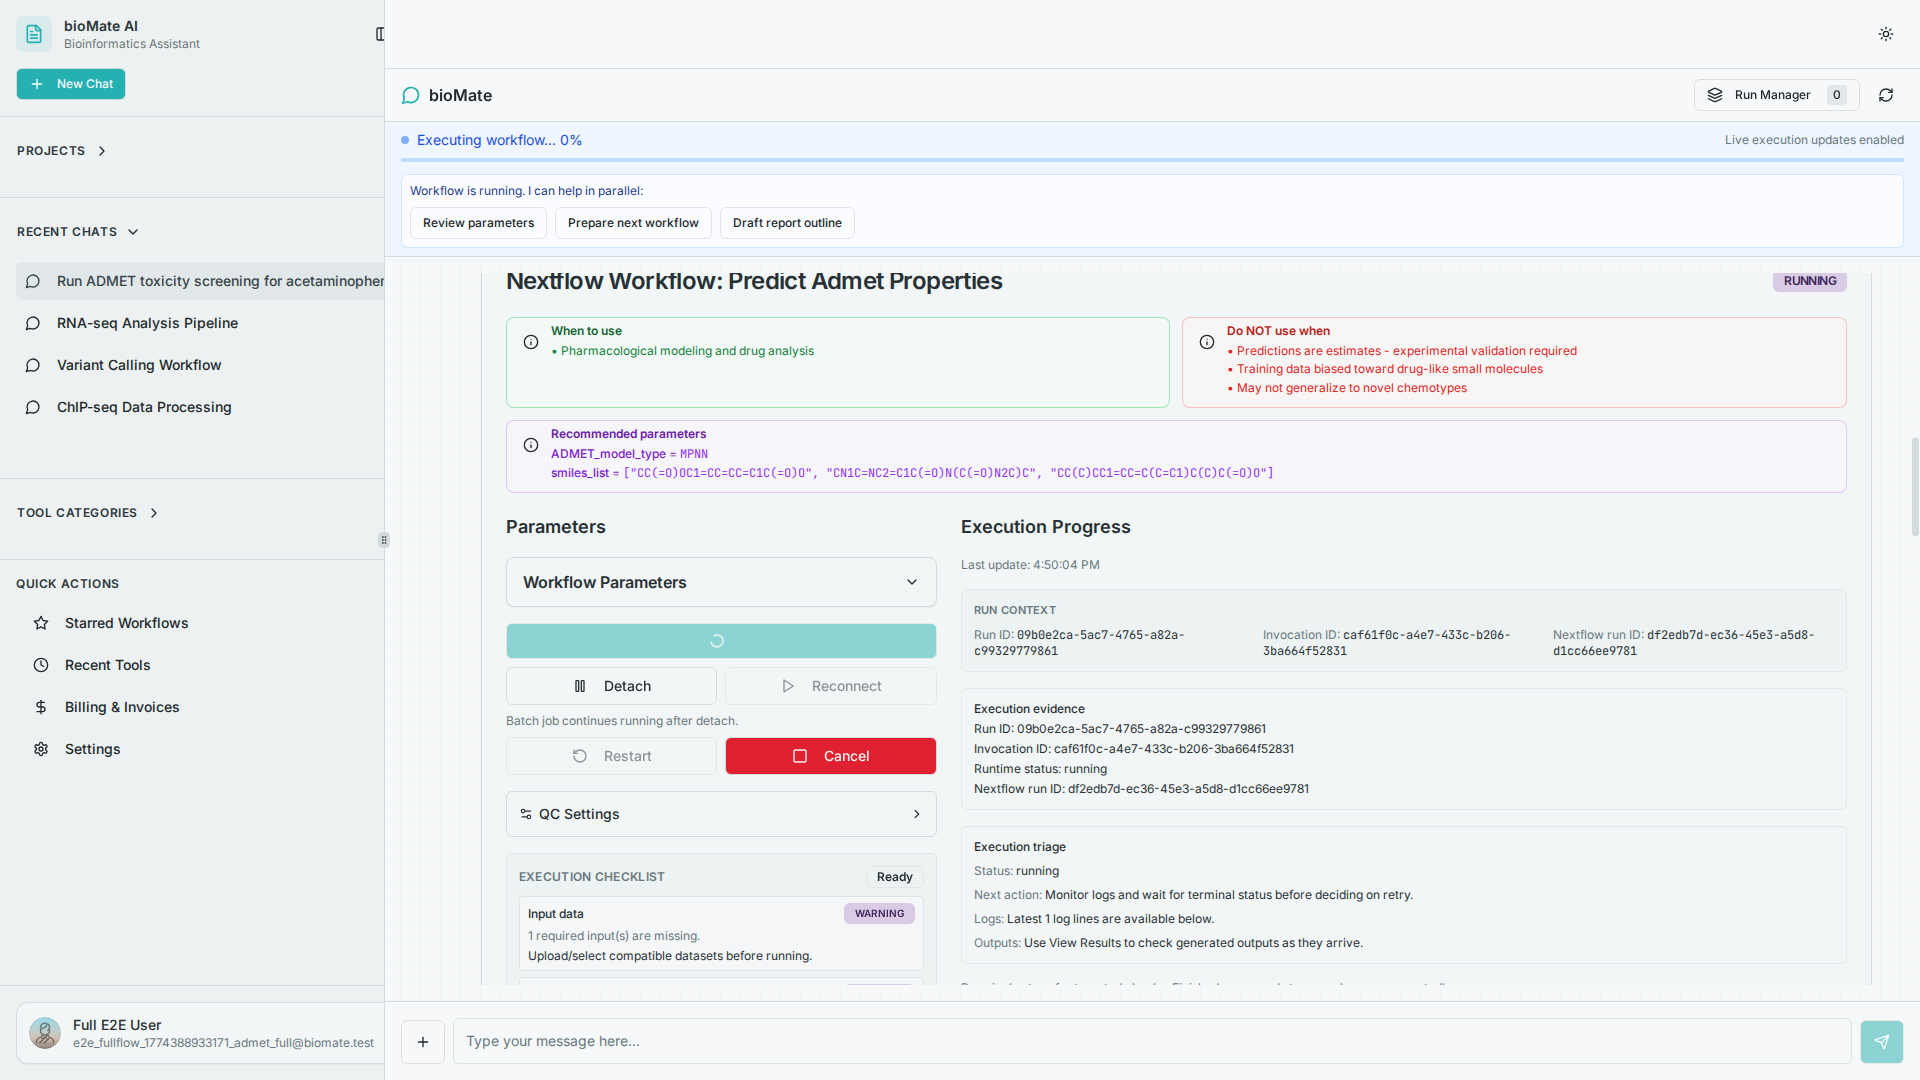 bioMate AI
Bioinformatics Assistant
New Chat
PROJECTS
RECENT CHATS
Run ADMET toxicity screening for acetaminophen
RNA-seq Analysis Pipeline
Variant Calling Workflow
ChIP-seq Data Processing
TOOL CATEGORIES
QUICK ACTIONS
Starred Workflows
Recent Tools
Billing & Invoices
Settings
Full E2E User
e2e_fullflow_1774388933171_admet_full@biomate.test
bioMate
Run Manager 0
Executing workflow... 0%
Live execution updates enabled
Workflow is running. I can help in parallel:
Review parameters
Prepare next workflow
Draft report outline
Nextflow Workflow: Predict Admet Properties
RUNNING
When to use
• Pharmacological modeling and drug analysis
Do NOT use when
• Predictions are estimates - experimental validation required
• Training data biased toward drug-like small molecules
• May not generalize to novel chemotypes
Recommended parameters
ADMET_model_type = MPNN
smiles_list = ["CC(=O)OC1=CC=CC=C1C(=O)O", "CN1C=NC2=C1C(=O)N(C(=O)N2C)C", "CC(C)CC1=CC=C(C=C1)C(C)C(=O)O"]
Parameters
Workflow Parameters
Detach
Reconnect
Batch job continues running after detach.
Restart
Cancel
QC Settings
EXECUTION CHECKLIST
Ready
Input data
WARNING
1 required input(s) are missing.
Upload/select compatible datasets before running.
Execution Progress
Last update: 4:50:04 PM
RUN CONTEXT
Run ID: 09b0e2ca-5ac7-4765-a82a-
c99329779861
Invocation ID: caf61f0c-a4e7-433c-b206-
3ba664f52831
Nextflow run ID: df2edb7d-ec36-45e3-a5d8-
d1cc66ee9781
Execution evidence
Run ID: 09b0e2ca-5ac7-4765-a82a-c99329779861
Invocation ID: caf61f0c-a4e7-433c-b206-3ba664f52831
Runtime status: running
Nextflow run ID: df2edb7d-ec36-45e3-a5d8-d1cc66ee9781
Execution triage
Status: running
Next action: Monitor logs and wait for terminal status before deciding on retry.
Logs: Latest 1 log lines are available below.
Outputs: Use View Results to check generated outputs as they arrive.
Type your message here...